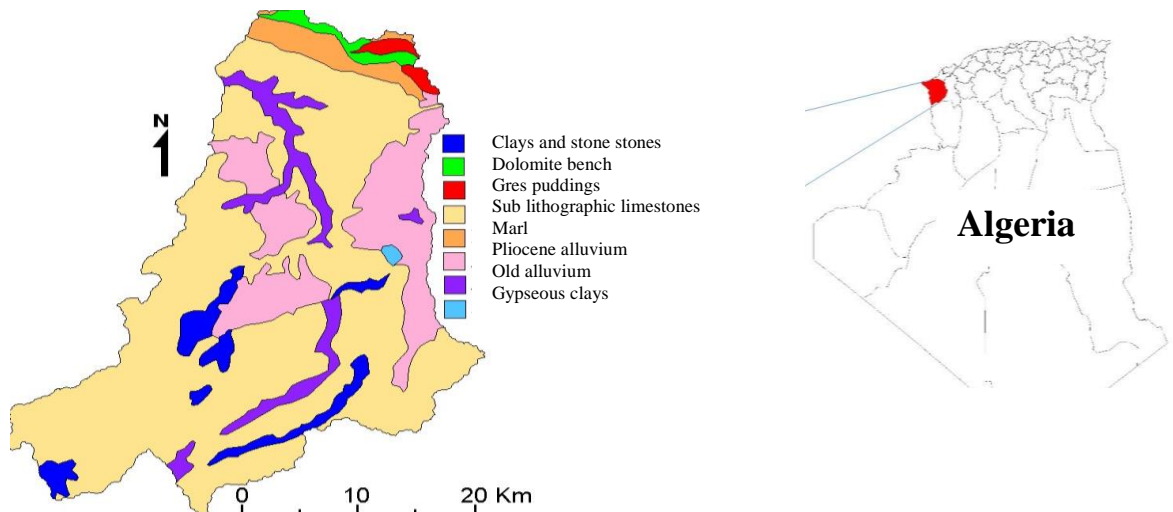 N
Clays and stone stones
Dolomite bench
Gres puddings
Sub lithographic limestones
Marl
Pliocene alluvium
Old alluvium
Gypseous clays
0 10 20 Km
Algeria